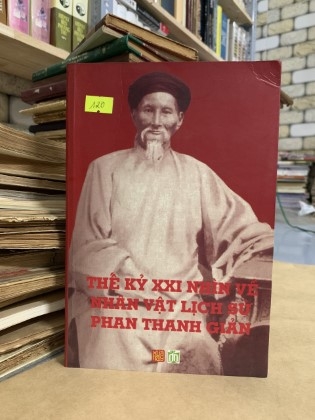 120
THẾ KỶ XXI NHÌN VỀ
NHÂN VẬT LỊCH SỬ
PHAN THANH GIẢN